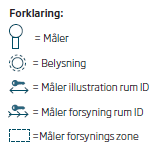 Forklaring:
= Måler
= Belysning
= Måler illustration rum ID
= Måler forsyning rum ID
=Måler forsynings zone